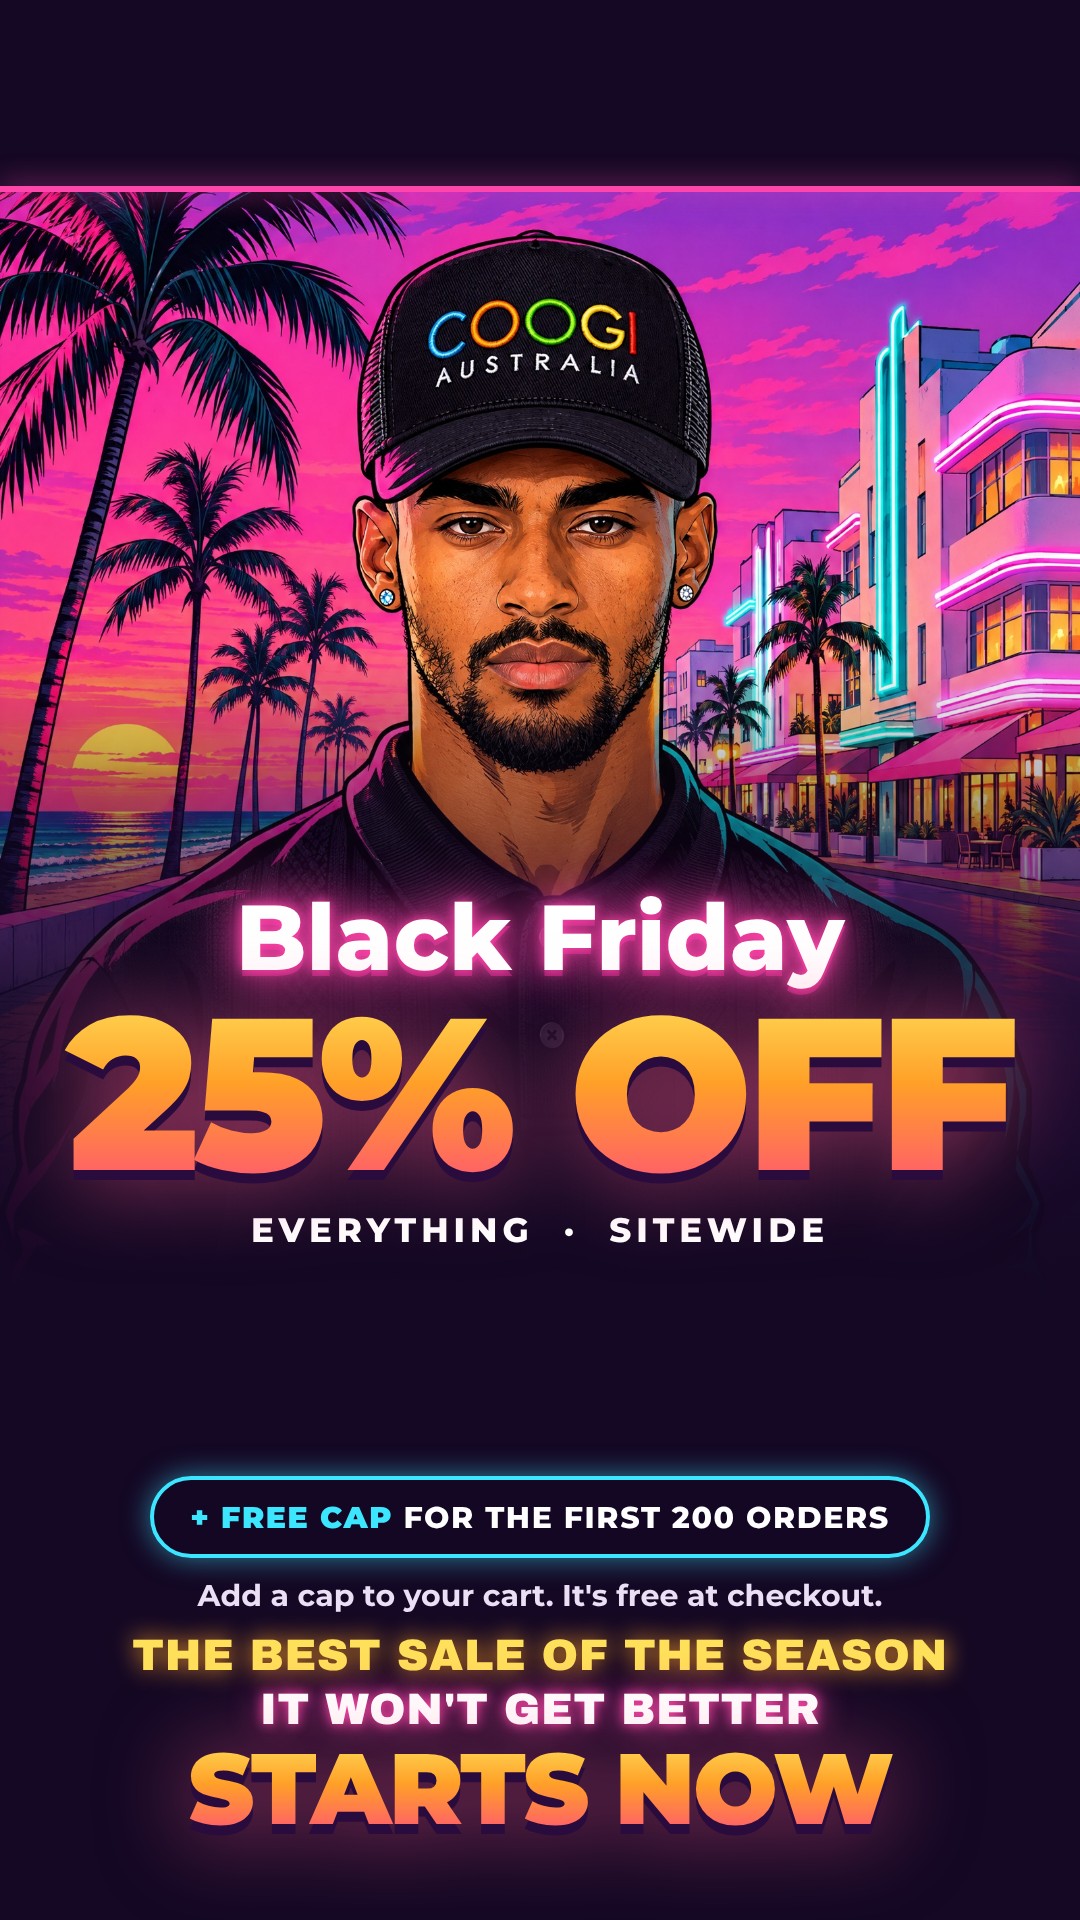 COOGI
AUSTRALIA
Black Friday
25% OFF
EVERYTHING · SITEWIDE
+ FREE CAP FOR THE FIRST 200 ORDERS
Add a cap to your cart. It's free at checkout.
THE BEST SALE OF THE SEASON
IT WON'T GET BETTER
STARTS NOW